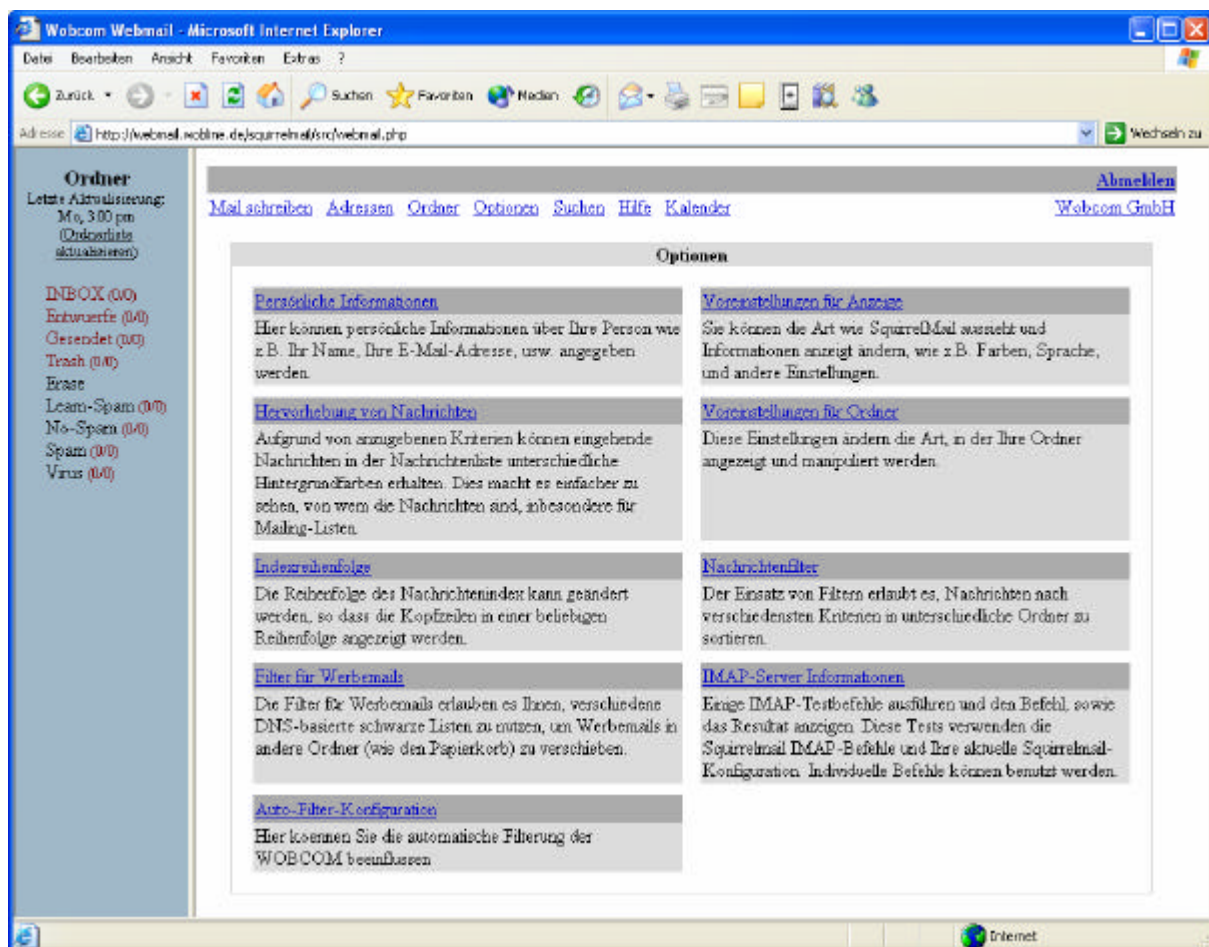 Wobcom Webmail - Microsoft Internet Explorer
Datei Bearbeiten Ansicht Favoriten Extras ?
Zurück Suchen Favoriten Medien
Adresse http://webmail.wobline.de/squirrelmail/src/webmail.php Wechseln zu
Ordner
Letzte Aktualisierung:
Mo, 3:00 pm
(Ordnerliste
aktualisieren)
INBOX (0/0)
Entwuerfe (0/0)
Gesendet (0/0)
Trash (0/0)
Erase
Learn-Spam (0/0)
No-Spam (0/0)
Spam (0/0)
Virus (0/0)
Abmelden
Mail schreiben Adressen Ordner Optionen Suchen Hilfe Kalender Wobcom GmbH
Optionen
Persönliche Informationen
Hier können persönliche Informationen über Ihre Person wie
z.B. Ihr Name, Ihre E-Mail-Adresse, usw. angegeben
werden.
Voreinstellungen für Anzeige
Sie können die Art wie SquirrelMail aussieht und
Informationen anzeigt ändern, wie z.B. Farben, Sprache,
und andere Einstellungen.
Hervorhebung von Nachrichten
Aufgrund von anzugebenen Kriterien können eingehende
Nachrichten in der Nachrichtenliste unterschiedliche
Hintergrundfarben erhalten. Dies macht es einfacher zu
sehen, von wem die Nachrichten sind, inbesondere für
Mailing-Listen.
Voreinstellungen für Ordner
Diese Einstellungen ändern die Art, in der Ihre Ordner
angezeigt und manipuliert werden.
Indexreihenfolge
Die Reihenfolge des Nachrichtenindex kann geändert
werden, so dass die Kopfzeilen in einer beliebigen
Reihenfolge angezeigt werden.
Nachrichtenfilter
Der Einsatz von Filtern erlaubt es, Nachrichten nach
verschiedensten Kriterien in unterschiedliche Ordner zu
sortieren.
Filter für Werbemails
Die Filter für Werbemails erlauben es Ihnen, verschiedene
DNS-basierte schwarze Listen zu nutzen, um Werbemails in
andere Ordner (wie den Papierkorb) zu verschieben.
IMAP-Server Informationen
Einige IMAP-Testbefehle ausführen und den Befehl, sowie
das Resultat anzeigen. Diese Tests verwenden die
Squirrelmail IMAP-Befehle und Ihre aktuelle Squirrelmail-
Konfiguration. Individuelle Befehle können benutzt werden.
Auto-Filter-Konfiguration
Hier koennen Sie die automatische Filterung der
WOBCOM beeinflussen
Internet